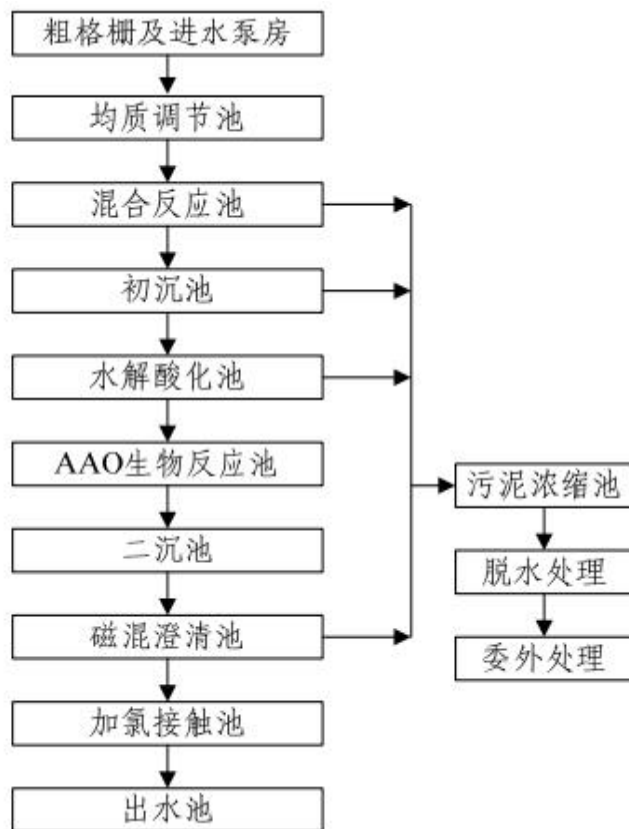 粗格栅及进水泵房
均质调节池
混合反应池
初沉池
水解酸化池
AAO生物反应池
二沉池
磁混澄清池
加氯接触池
出水池
污泥浓缩池
脱水处理
委外处理